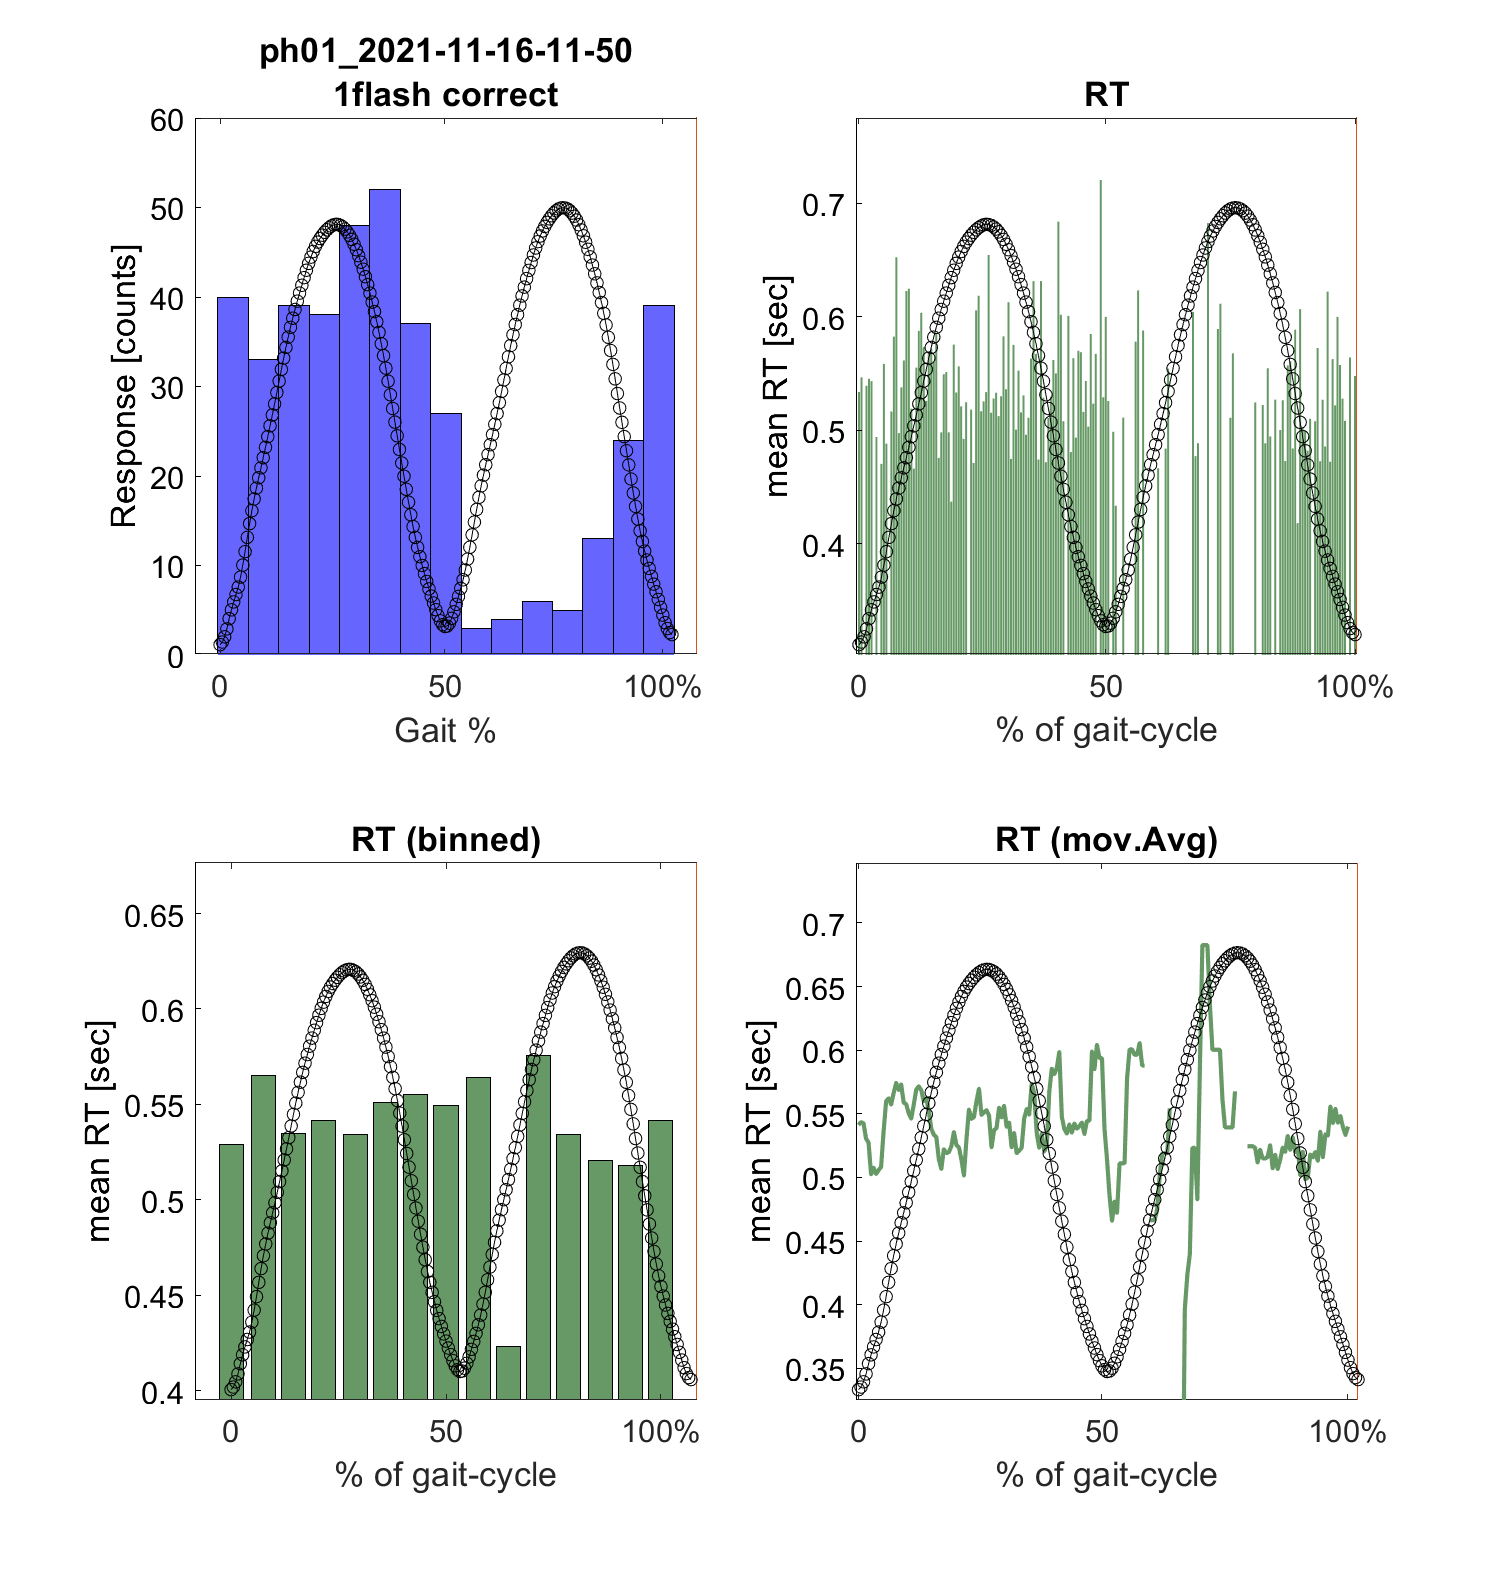 ph01_2021-11-16-11-50
1flash correct
60
50
40
30
20
10
0
Response [counts]
0 50 100%
Gait %
RT
0.7
0.6
0.5
0.4
mean RT [sec]
0 50 100%
% of gait-cycle
RT (binned)
0.65
0.6
0.55
0.5
0.45
0.4
mean RT [sec]
0 50 100%
% of gait-cycle
RT (mov.Avg)
0.7
0.65
0.6
0.55
0.5
0.45
0.4
0.35
mean RT [sec]
0 50 100%
% of gait-cycle